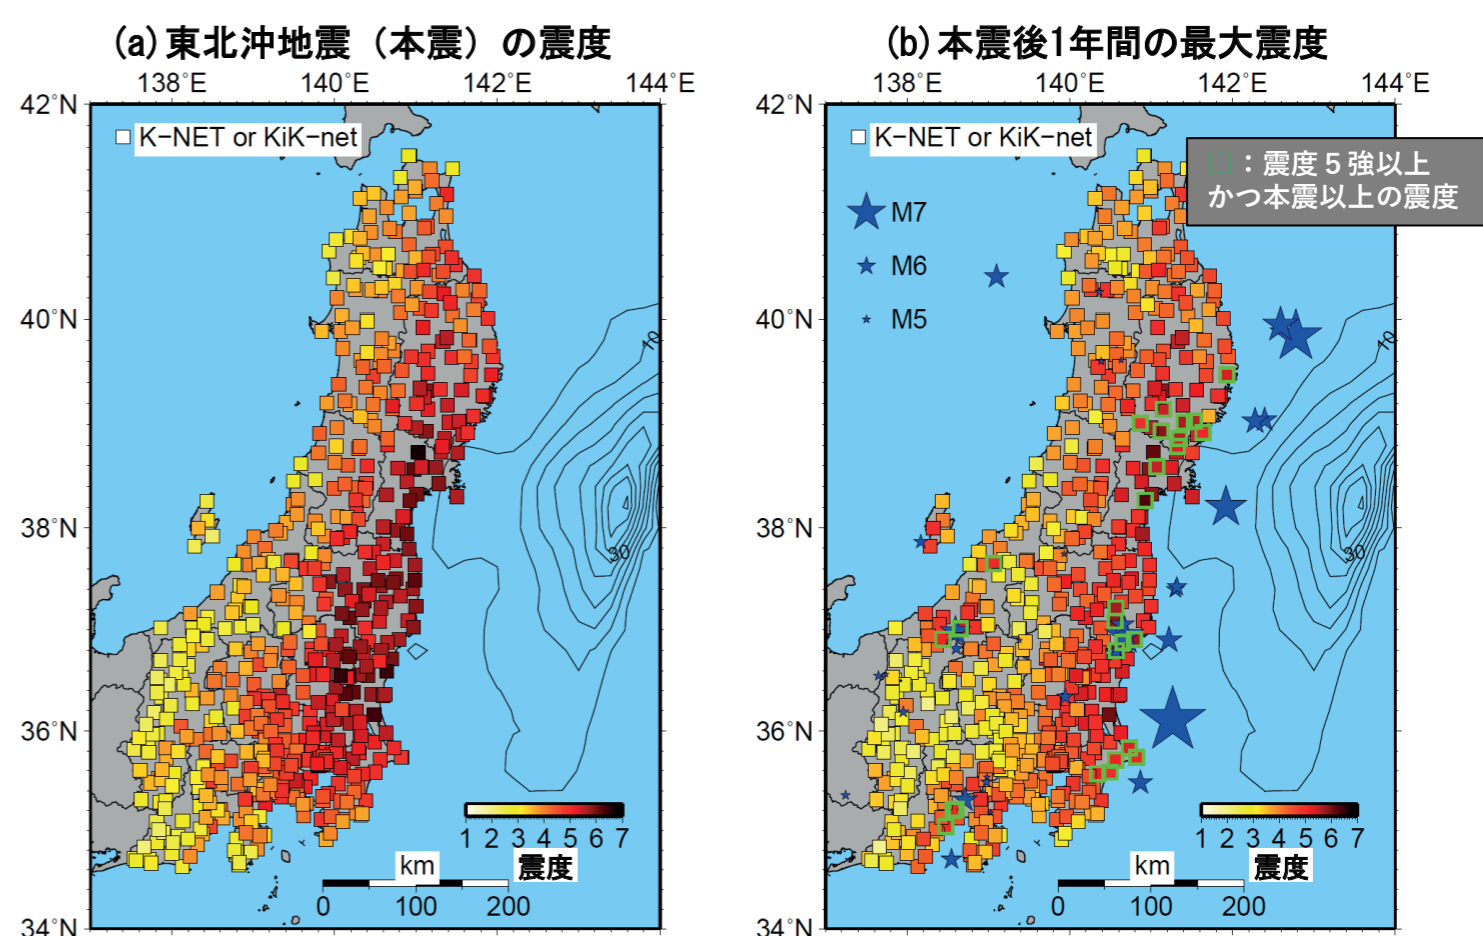 (a)東北沖地震（本震）の震度
138°E 140°E 142°E 144°E
42°N
K−NET or KiK−net
40°N
10
38°N
30
36°N
1 2 3 4 5 6 7
km
震度
0 100 200
34°N
(b)本震後1年間の最大震度
138°E 140°E 142°E 144°E
42°N
K−NET or KiK−net
：震度５強以上
かつ本震以上の震度
M7
M6
M5
40°N
10
38°N
30
36°N
1 2 3 4 5 6 7
km
震度
0 100 200
34°N